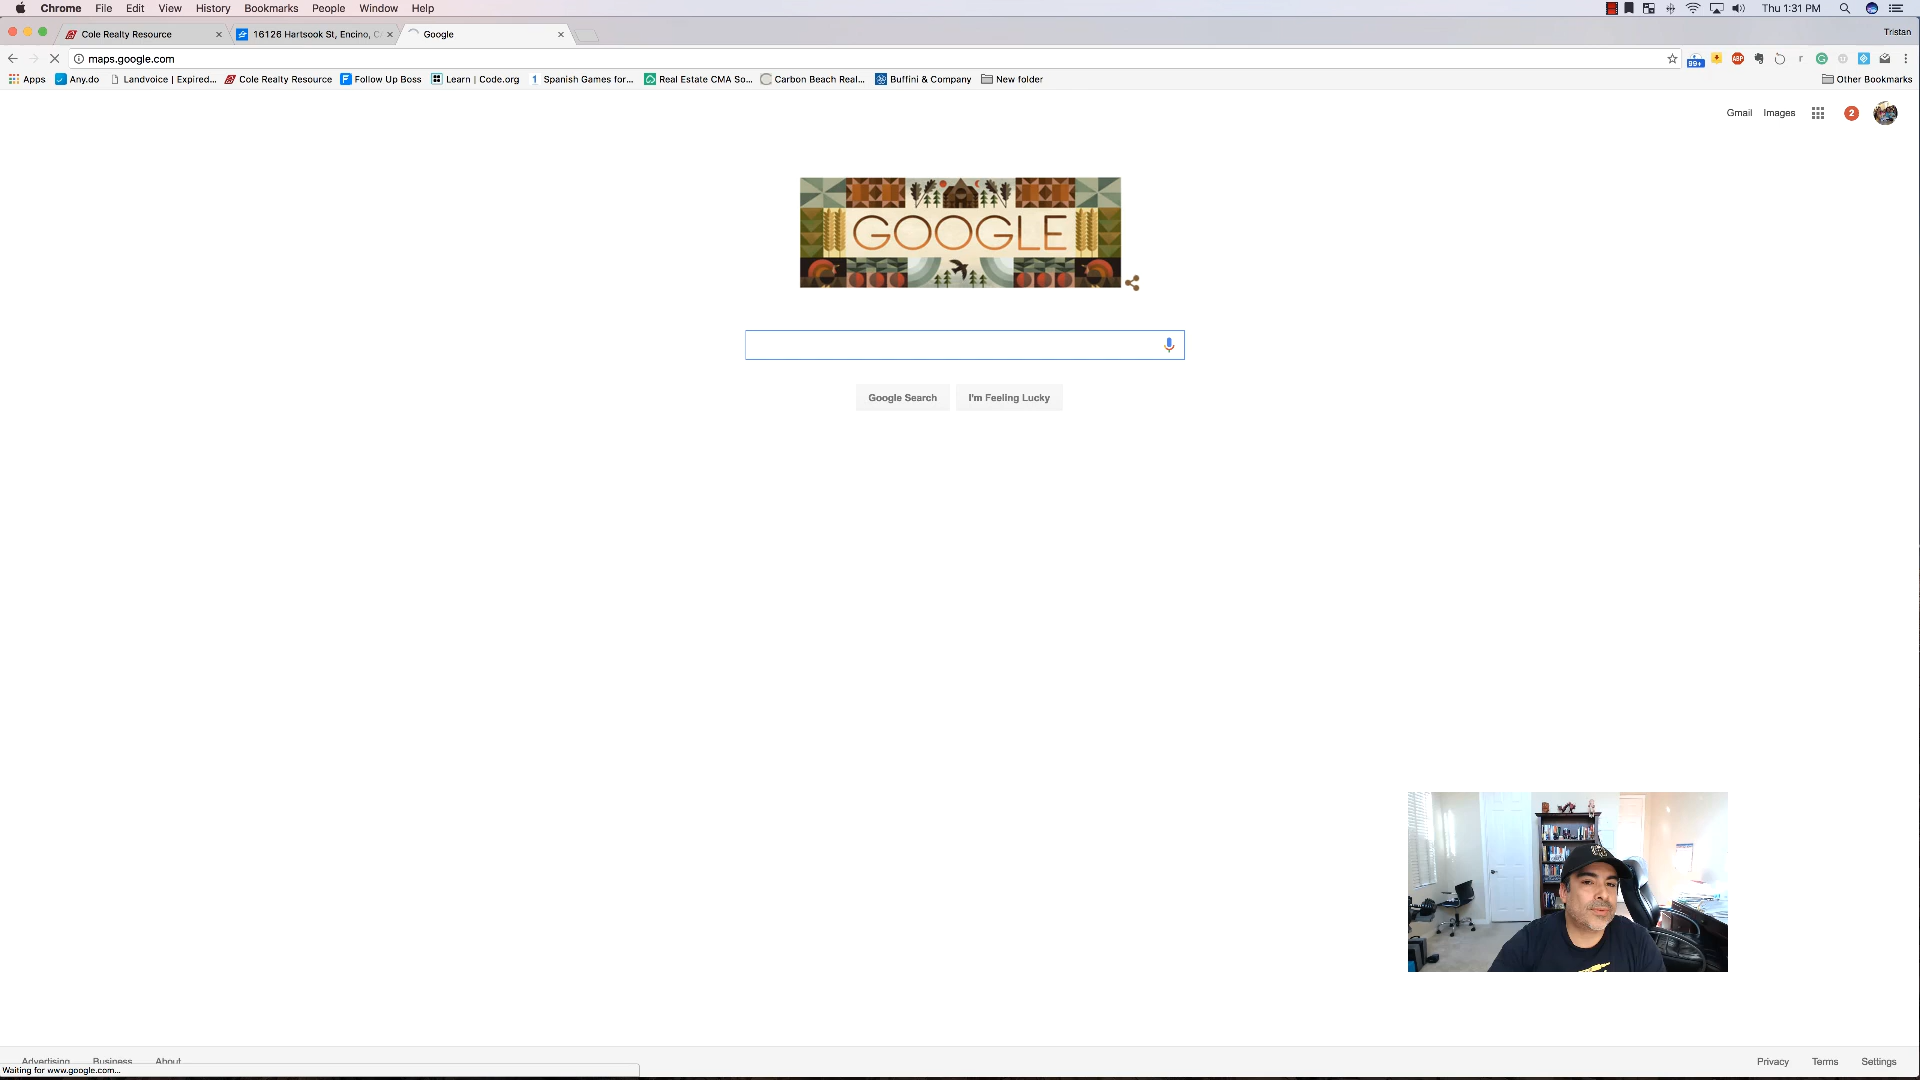 Chrome File Edit View History Bookmarks People Window Help Thu 1:31 PM
Cole Realty Resource 16126 Hartsook St, Encino, C Google Tristan
maps.google.com 99+ ABP
Apps Any.do Landvoice | Expired... Cole Realty Resource Follow Up Boss Learn | Code.org Spanish Games for... Real Estate CMA So... Carbon Beach Real... Buffini & Company New folder Other Bookmarks
Gmail Images 2
GOOGLE
Google Search I'm Feeling Lucky
Advertising Business About Privacy Terms Settings
Waiting for www.google.com...